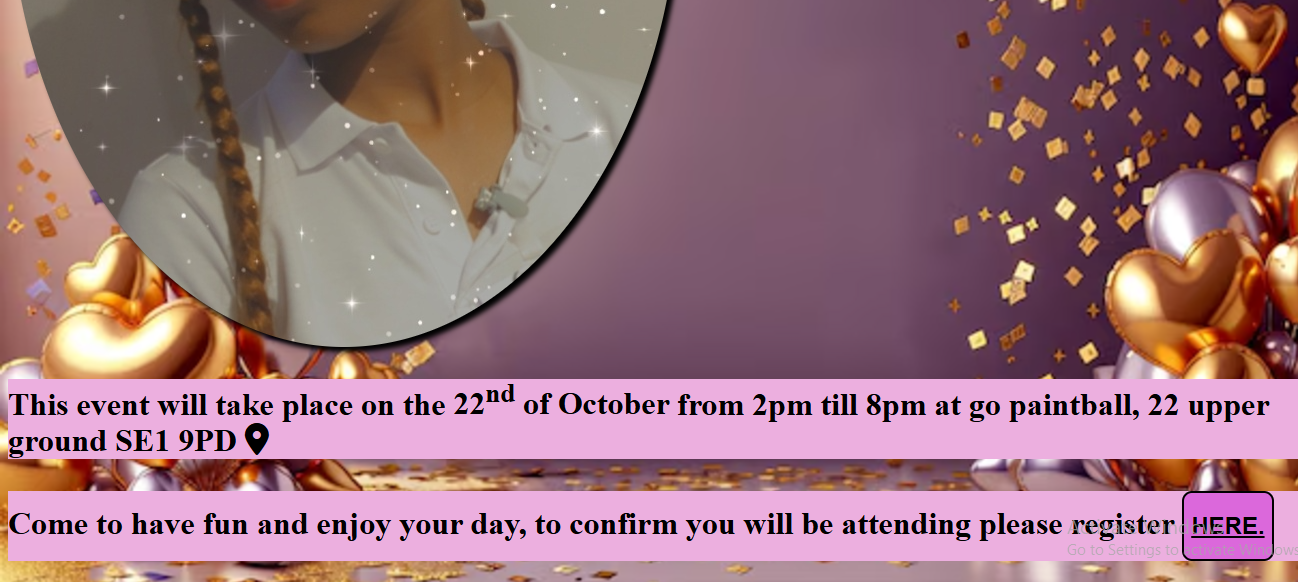 This event will take place on the 22nd of October from 2pm till 8pm at go paintball, 22 upper
ground SE1 9PD
Come to have fun and enjoy your day, to confirm you will be attending please register HERE.
Activate Windows
Go to Settings to activate Windows